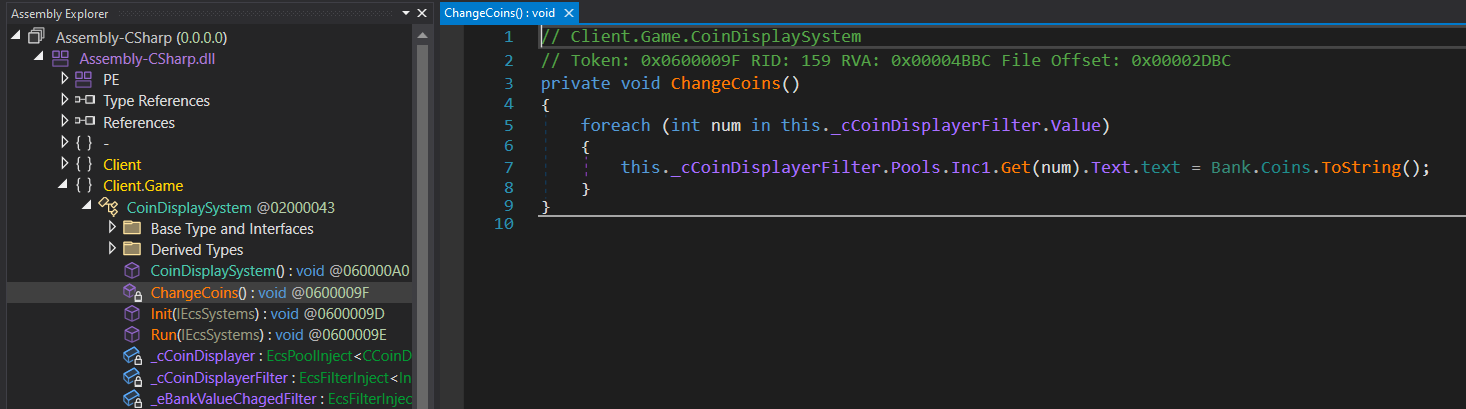 Assembly Explorer
Assembly-CSharp (0.0.0.0)
Assembly-CSharp.dll
PE
Type References
References
{ } -
{ } Client
{ } Client.Game
CoinDisplaySystem @02000043
Base Type and Interfaces
Derived Types
CoinDisplaySystem() : void @060000A0
ChangeCoins() : void @0600009F
Init(IEcsSystems) : void @0600009D
Run(IEcsSystems) : void @0600009E
_cCoinDisplayer : EcsPoolInject<CCoinD
_cCoinDisplayerFilter : EcsFilterInject<In
_eBankValueChagedFilter : EcsFilterInjec
ChangeCoins() : void
1 // Client.Game.CoinDisplaySystem
2 // Token: 0x0600009F RID: 159 RVA: 0x00004BBC File Offset: 0x00002DBC
3 private void ChangeCoins()
4 {
5 foreach (int num in this._cCoinDisplayerFilter.Value)
6 {
7 this._cCoinDisplayerFilter.Pools.Inc1.Get(num).Text.text = Bank.Coins.ToString();
8 }
9 }
10